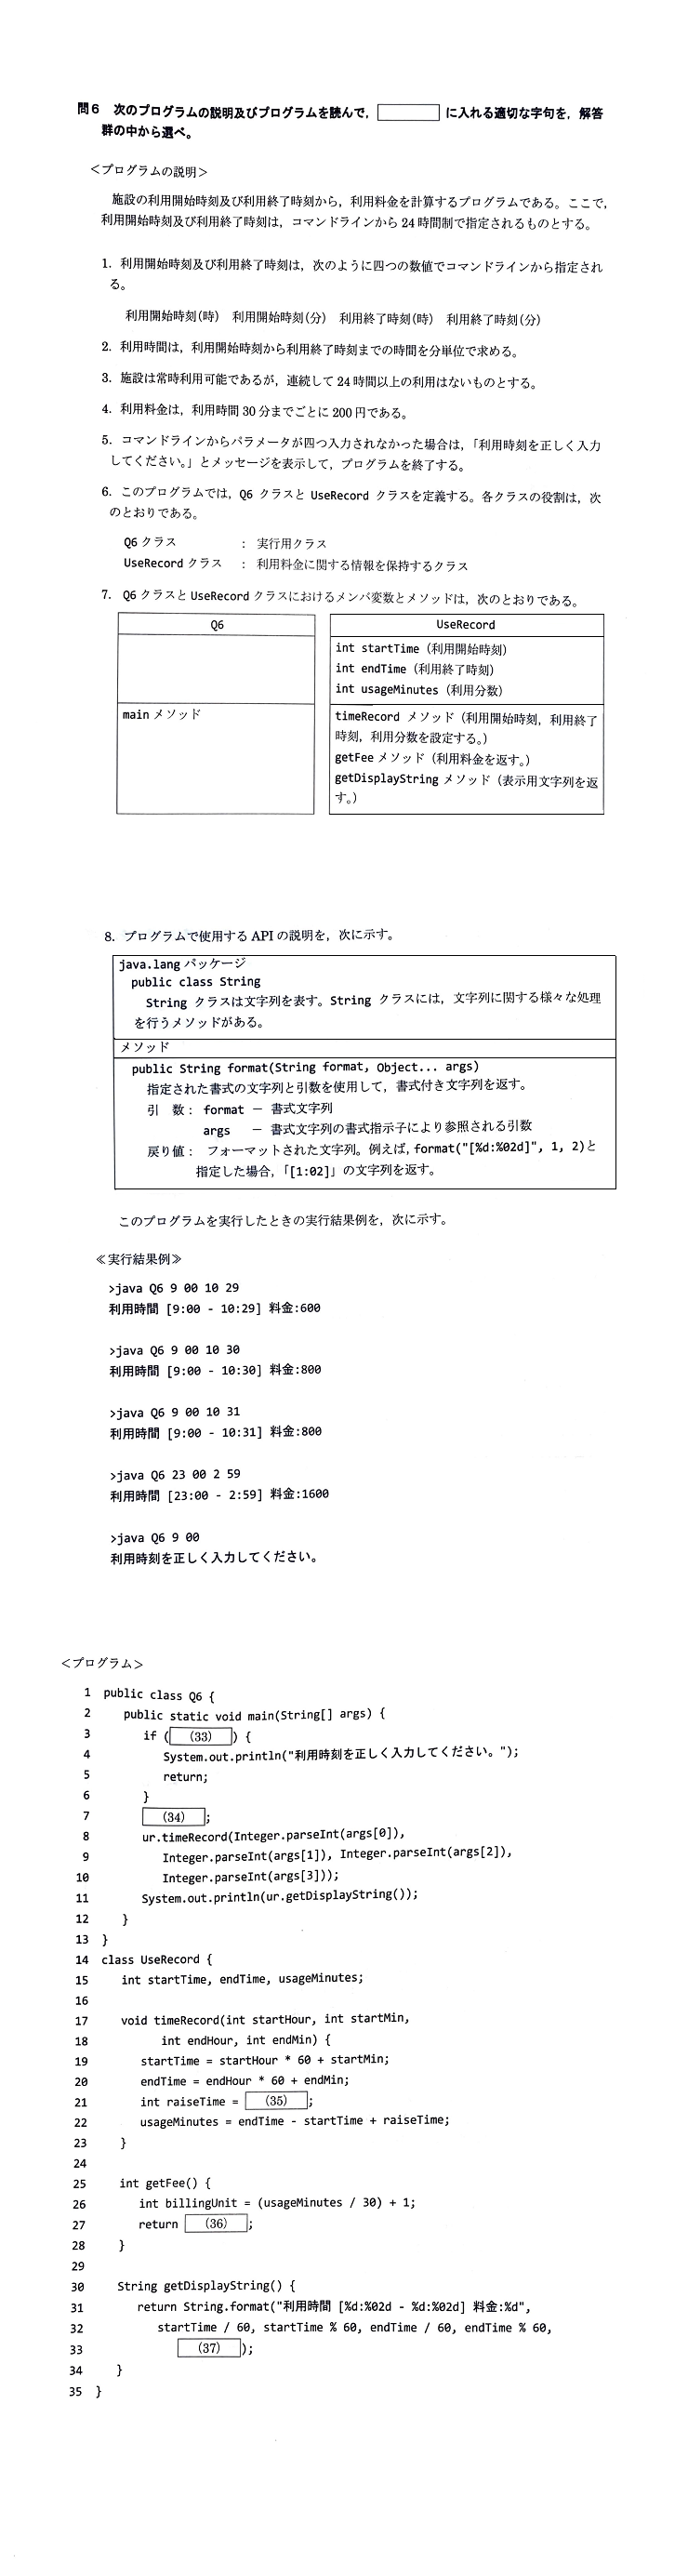 問6 次のプログラムの説明及びプログラムを読んで, に入れる適切な字句を, 解答
群の中から選べ。
＜プログラムの説明＞
施設の利用開始時刻及び利用終了時刻から, 利用料金を計算するプログラムである。ここで,
利用開始時刻及び利用終了時刻は, コマンドラインから 24 時間制で指定されるものとする。
1. 利用開始時刻及び利用終了時刻は, 次のように四つの数値でコマンドラインから指定され
る。
利用開始時刻(時) 利用開始時刻(分) 利用終了時刻(時) 利用終了時刻(分)
2. 利用時間は, 利用開始時刻から利用終了時刻までの時間を分単位で求める。
3. 施設は常時利用可能であるが, 連続して 24 時間以上の利用はないものとする。
4. 利用料金は, 利用時間 30 分までごとに 200 円である。
5. コマンドラインからパラメータが四つ入力されなかった場合は,「利用時刻を正しく入力
してください。」とメッセージを表示して, プログラムを終了する。
6. このプログラムでは, Q6 クラスと UseRecord クラスを定義する。各クラスの役割は, 次
のとおりである。
Q6 クラス : 実行用クラス
UseRecord クラス : 利用料金に関する情報を保持するクラス
7. Q6 クラスと UseRecord クラスにおけるメンバ変数とメソッドは, 次のとおりである。
Q6 UseRecord
int startTime (利用開始時刻)
int endTime (利用終了時刻)
int usageMinutes (利用分数)
main メソッド timeRecord メソッド (利用開始時刻, 利用終了
時刻, 利用分数を設定する。)
getFee メソッド (利用料金を返す。)
getDisplayString メソッド (表示用文字列を返
す。)
8. プログラムで使用する API の説明を, 次に示す。
java.lang パッケージ
public class String
String クラスは文字列を表す。String クラスには, 文字列に関する様々な処理
を行うメソッドがある。
メソッド
public String format(String format, Object... args)
指定された書式の文字列と引数を使用して, 書式付き文字列を返す。
引 数 : format － 書式文字列
args － 書式文字列の書式指示子により参照される引数
戻り値 : フォーマットされた文字列。例えば, format("[%d:%02d]", 1, 2)と
指定した場合,「[1:02]」の文字列を返す。
このプログラムを実行したときの実行結果例を, 次に示す。
≪実行結果例≫
>java Q6 9 00 10 29
利用時間 [9:00 - 10:29] 料金:600
>java Q6 9 00 10 30
利用時間 [9:00 - 10:30] 料金:800
>java Q6 9 00 10 31
利用時間 [9:00 - 10:31] 料金:800
>java Q6 23 00 2 59
利用時間 [23:00 - 2:59] 料金:1600
>java Q6 9 00
利用時刻を正しく入力してください。
＜プログラム＞
1 public class Q6 {
2 public static void main(String[] args) {
3 if ( (33) ) {
4 System.out.println("利用時刻を正しく入力してください。");
5 return;
6 }
7 (34) ;
8 ur.timeRecord(Integer.parseInt(args[0]),
9 Integer.parseInt(args[1]), Integer.parseInt(args[2]),
10 Integer.parseInt(args[3]));
11 System.out.println(ur.getDisplayString());
12 }
13 }
14 class UseRecord {
15 int startTime, endTime, usageMinutes;
16
17 void timeRecord(int startHour, int startMin,
18 int endHour, int endMin) {
19 startTime = startHour * 60 + startMin;
20 endTime = endHour * 60 + endMin;
21 int raiseTime = (35) ;
22 usageMinutes = endTime - startTime + raiseTime;
23 }
24
25 int getFee() {
26 int billingUnit = (usageMinutes / 30) + 1;
27 return (36) ;
28 }
29
30 String getDisplayString() {
31 return String.format("利用時間 [%d:%02d - %d:%02d] 料金:%d",
32 startTime / 60, startTime % 60, endTime / 60, endTime % 60,
33 (37) );
34 }
35 }